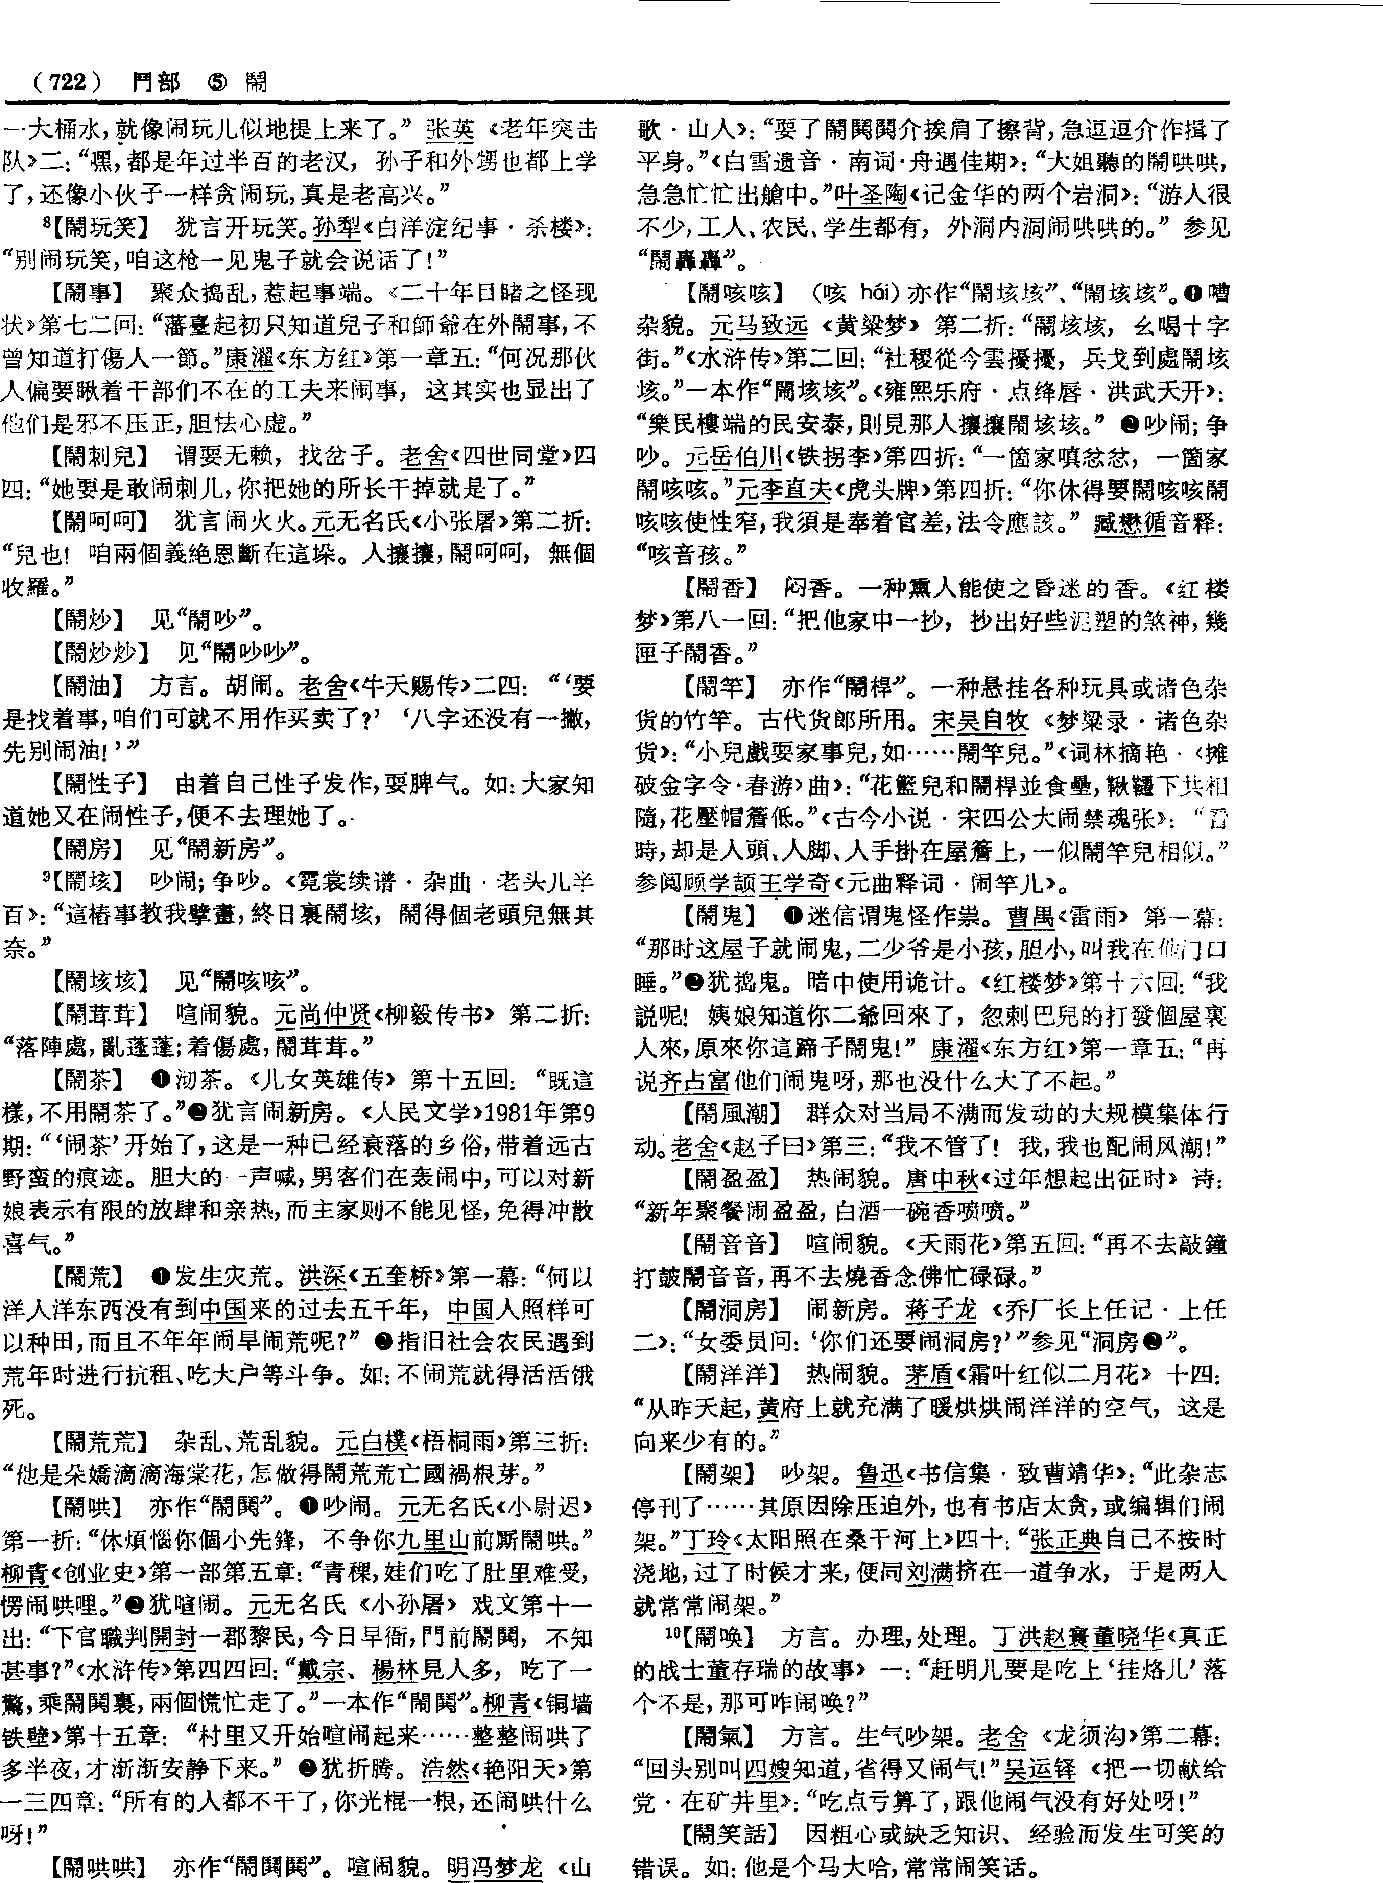 (722) 鬥部 ⑤ 鬧
一大桶水，就像闹玩儿似地提上来了。”张英《老年突击
队》二：“嘿，都是年过半百的老汉，孙子和外甥也都上学
了，还像小伙子一样贪闹玩，真是老高兴。”
⁸【鬧玩笑】 犹言开玩笑。孙犁《白洋淀纪事·杀楼》：
“别闹玩笑，咱这枪一见鬼子就会说话了！”
【鬧事】 聚众捣乱，惹起事端。《二十年目睹之怪现
状》第七二回：“藩臺起初只知道兒子和師爺在外鬧事，不
曾知道打傷人一節。”康濯《东方红》第一章五：“何况那伙
人偏要瞅着干部们不在的工夫来闹事，这其实也显出了
他们是邪不压正，胆怯心虚。”
【鬧刺兒】 谓耍无赖，找岔子。老舍《四世同堂》四
四：“她要是敢闹刺儿，你把她的所长干掉就是了。”
【鬧呵呵】 犹言闹火火。元无名氏《小张屠》第二折：
“兒也！咱兩個義絶恩斷在這垛。人攘攘，鬧呵呵，無個
收羅。”
【鬧炒】 见“鬧吵”。
【鬧炒炒】 见“鬧吵吵”。
【鬧油】 方言。胡闹。老舍《牛天赐传》二四：“‘要
是找着事，咱们可就不用作买卖了？’‘八字还没有一撇，
先别闹油！’”
【鬧性子】 由着自己性子发作，耍脾气。如：大家知
道她又在闹性子，便不去理她了。
【鬧房】 见“鬧新房”。
⁹【鬧垓】 吵闹；争吵。《霓裳续谱·杂曲·老头儿半
百》：“這樁事教我擘畫，終日裏鬧垓，鬧得個老頭兒無其
奈。”
【鬧垓垓】 见“鬧咳咳”。
【鬧茸茸】 喧闹貌。元尚仲贤《柳毅传书》第二折：
“落陣處，亂蓬蓬；着傷處，鬧茸茸。”
【鬧茶】 ❶沏茶。《儿女英雄传》第十五回：“既這
樣，不用鬧茶了。”❷犹言闹新房。《人民文学》1981年第9
期：“‘闹茶’开始了，这是一种已经衰落的乡俗，带着远古
野蛮的痕迹。胆大的一声喊，男客们在轰闹中，可以对新
娘表示有限的放肆和亲热，而主家则不能见怪，免得冲散
喜气。”
【鬧荒】 ❶发生灾荒。洪深《五奎桥》第一幕：“何以
洋人洋东西没有到中国来的过去五千年，中国人照样可
以种田，而且不年年闹旱闹荒呢？”❷指旧社会农民遇到
荒年时进行抗租、吃大户等斗争。如：不闹荒就得活活饿
死。
【鬧荒荒】 杂乱、荒乱貌。元白樸《梧桐雨》第三折：
“他是朵嬌滴滴海棠花，怎做得鬧荒荒亡國禍根芽。”
【鬧哄】 亦作“鬧鬨”。❶吵闹。元无名氏《小尉迟》
第一折：“休煩惱你個小先鋒，不争你九里山前厮鬧哄。”
柳青《创业史》第一部第五章：“青稞，娃们吃了肚里难受，
愣闹哄哩。”❷犹喧闹。元无名氏《小孙屠》戏文第十一
出：“下官職判開封一郡黎民，今日早衙，門前鬧鬨，不知
甚事？”《水浒传》第四四回：“戴宗、楊林見人多，吃了一
驚，乘鬧鬨裏，兩個慌忙走了。”一本作“鬧鬨”。柳青《铜墙
铁壁》第十五章：“村里又开始喧闹起来……整整闹哄了
多半夜，才渐渐安静下来。”❷犹折腾。浩然《艳阳天》第
一三四章：“所有的人都不干了，你光棍一根，还闹哄什么
呀！”
【鬧哄哄】 亦作“鬧鬨鬨”。喧闹貌。明冯梦龙《山
歌·山人》：“耍了鬧鬨鬨介挨肩了擦背，急逗逗介作揖了
平身。”《白雪遗音·南词·舟遇佳期》：“大姐聽的鬧哄哄，
急急忙忙出艙中。”叶圣陶《记金华的两个岩洞》：“游人很
不少，工人、农民、学生都有，外洞内洞闹哄哄的。”参见
“鬧轟轟”。
【鬧咳咳】 （咳 hái）亦作“鬧垓垓”、“閙垓垓”。❶嘈
杂貌。元马致远《黄粱梦》第二折：“鬧垓垓，幺喝十字
街。”《水浒传》第二回：“社稷從今雲擾擾，兵戈到處鬧垓
垓。”一本作“閙垓垓”。《雍熙乐府·点绛唇·洪武天开》：
“樂民樓端的民安泰，則見那人攘攘閙垓垓。”❷吵闹；争
吵。元岳伯川《铁拐李》第四折：“一箇家嗔忿忿，一箇家
鬧咳咳。”元李直夫《虎头牌》第四折：“你休得要鬧咳咳鬧
咳咳使性窄，我須是奉着官差，法令應該。”臧懋循音释：
“咳音孩。”
【鬧香】 闷香。一种熏人能使之昏迷的香。《红楼
梦》第八一回：“把他家中一抄，抄出好些泥塑的煞神，幾
匣子鬧香。”
【鬧竿】 亦作“鬧桿”。一种悬挂各种玩具或诸色杂
货的竹竿。古代货郎所用。宋吴自牧《梦粱录·诸色杂
货》：“小兒戲耍家事兒，如……鬧竿兒。”《词林摘艳·〈摊
破金字令·春游〉曲》：“花籃兒和鬧桿並食壘，鞦韆下共相
隨，花壓帽簷低。”《古今小说·宋四公大闹禁魂张》：“看
時，却是人頭、人脚、人手掛在屋簷上，一似鬧竿兒相似。”
参阅顾学颉王学奇《元曲释词·闹竿儿》。
【鬧鬼】 ❶迷信谓鬼怪作祟。曹禺《雷雨》第一幕：
“那时这屋子就闹鬼，二少爷是小孩，胆小，叫我在他门口
睡。”❷犹捣鬼。暗中使用诡计。《红楼梦》第十六回：“我
説呢！姨娘知道你二爺回來了，忽剌巴兒的打發個屋裏
人來，原來你這蹄子鬧鬼！”康濯《东方红》第一章五：“再
说齐占富他们闹鬼呀，那也没什么大了不起。”
【鬧風潮】 群众对当局不满而发动的大规模集体行
动。老舍《赵子曰》第三：“我不管了！我，我也配闹风潮！”
【鬧盈盈】 热闹貌。唐中秋《过年想起出征时》诗：
“新年聚餐闹盈盈，白酒一碗香喷喷。”
【鬧音音】 喧闹貌。《天雨花》第五回：“再不去敲鐘
打皷鬧音音，再不去燒香念佛忙碌碌。”
【鬧洞房】 闹新房。蒋子龙《乔厂长上任记·上任
二》：“女委员问：‘你们还要闹洞房？’”参见“洞房❷”。
【鬧洋洋】 热闹貌。茅盾《霜叶红似二月花》十四：
“从昨天起，黄府上就充满了暖烘烘闹洋洋的空气，这是
向来少有的。”
【鬧架】 吵架。鲁迅《书信集·致曹靖华》：“此杂志
停刊了……其原因除压迫外，也有书店太贪，或编辑们闹
架。”丁玲《太阳照在桑干河上》四十：“张正典自己不按时
浇地，过了时候才来，便同刘满挤在一道争水，于是两人
就常常闹架。”
¹⁰【鬧唤】 方言。办理，处理。丁洪赵寰董晓华《真正
的战士董存瑞的故事》一：“赶明儿要是吃上‘挂烙儿’落
个不是，那可咋闹唤？”
【鬧氣】 方言。生气吵架。老舍《龙须沟》第二幕：
“回头别叫四嫂知道，省得又闹气！”吴运铎《把一切献给
党·在矿井里》：“吃点亏算了，跟他闹气没有好处呀！”
【鬧笑話】 因粗心或缺乏知识、经验而发生可笑的
错误。如：他是个马大哈，常常闹笑话。